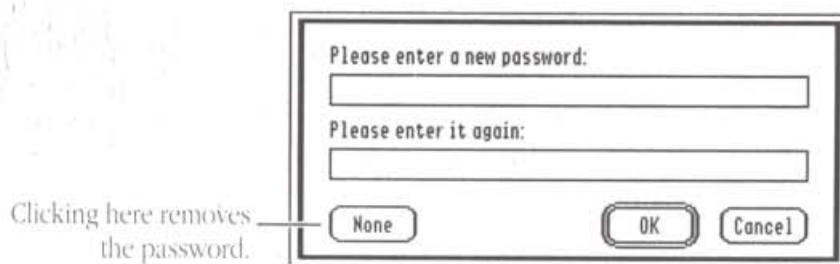 Please enter a new password:
Please enter it again:
Clicking here removes
the password.
None
OK
Cancel